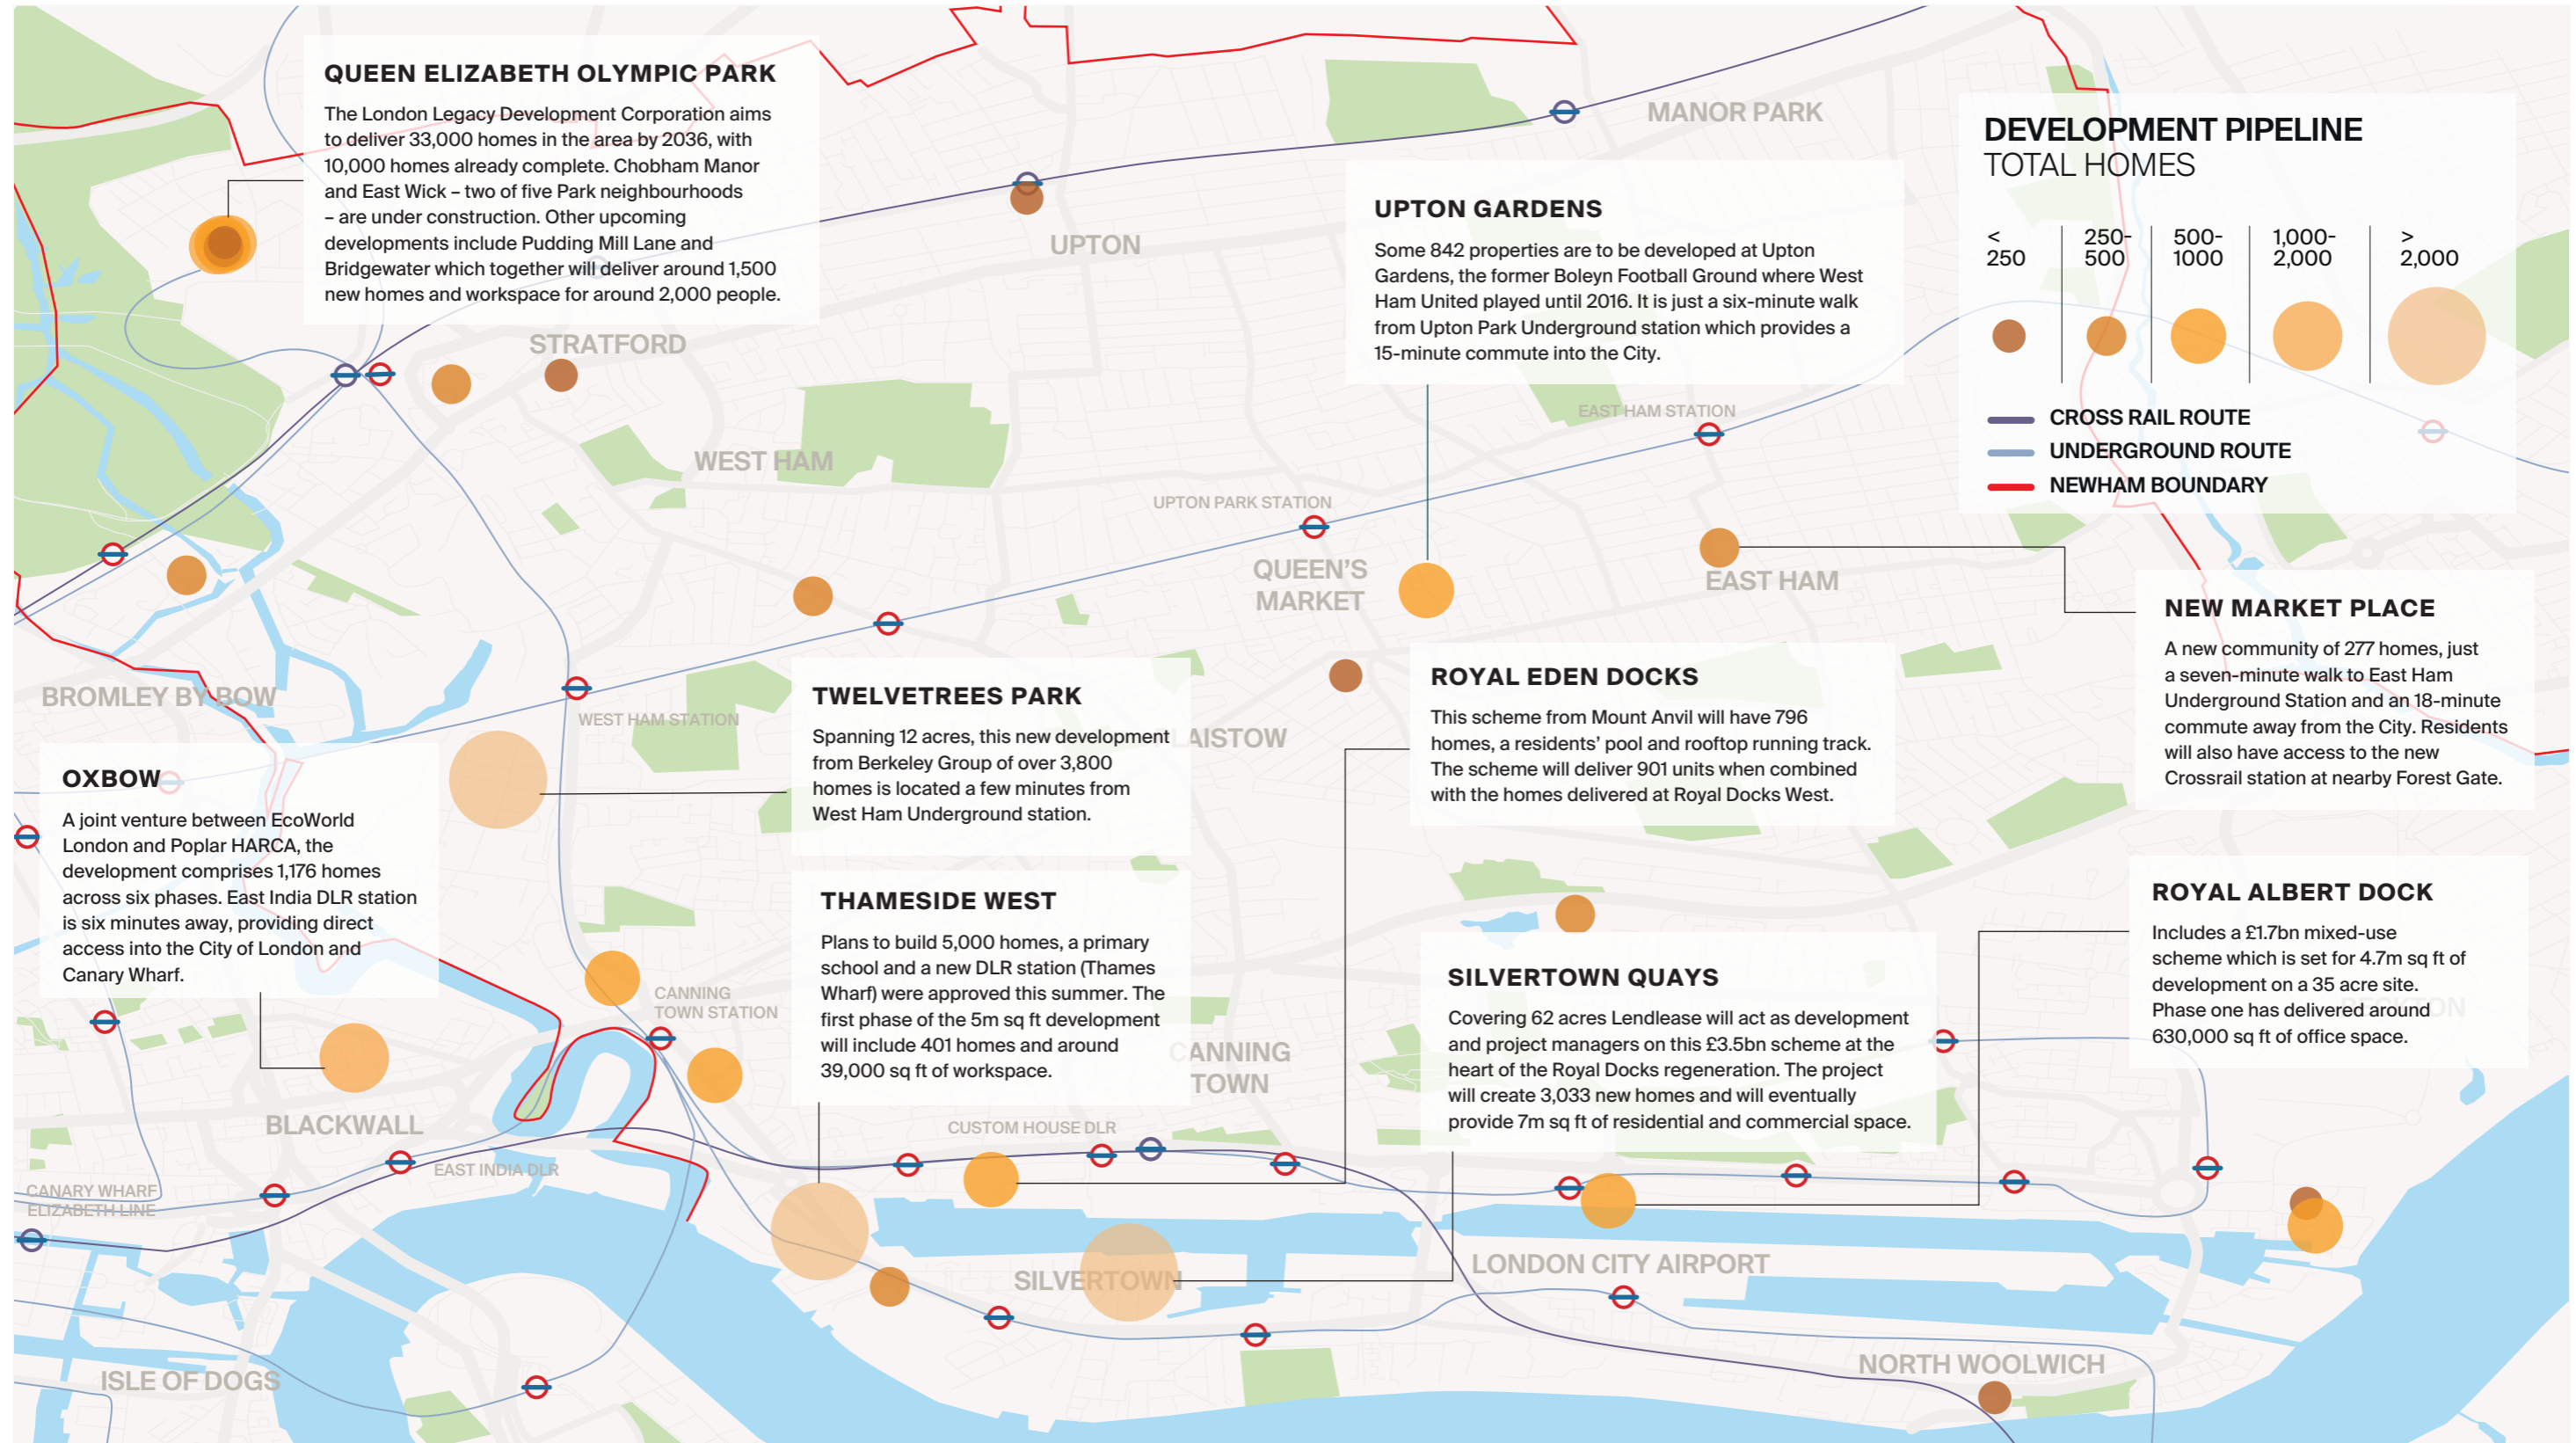 QUEEN ELIZABETH OLYMPIC PARK
The London Legacy Development Corporation aims
to deliver 33,000 homes in the area by 2036, with
10,000 homes already complete. Chobham Manor
and East Wick – two of five Park neighbourhoods
– are under construction. Other upcoming
developments include Pudding Mill Lane and
Bridgewater which together will deliver around 1,500
new homes and workspace for around 2,000 people.
MANOR PARK
UPTON
STRATFORD
WEST HAM
UPTON GARDENS
Some 842 properties are to be developed at Upton
Gardens, the former Boleyn Football Ground where West
Ham United played until 2016. It is just a six-minute walk
from Upton Park Underground station which provides a
15-minute commute into the City.
DEVELOPMENT PIPELINE
TOTAL HOMES
<
250
250-
500
500-
1000
1,000-
2,000
>
2,000
CROSS RAIL ROUTE
UNDERGROUND ROUTE
NEWHAM BOUNDARY
EAST HAM STATION
UPTON PARK STATION
QUEEN'S
MARKET
EAST HAM
NEW MARKET PLACE
A new community of 277 homes, just
a seven-minute walk to East Ham
Underground Station and an 18-minute
commute away from the City. Residents
will also have access to the new
Crossrail station at nearby Forest Gate.
BROMLEY BY BOW
WEST HAM STATION
TWELVETREES PARK
Spanning 12 acres, this new development
from Berkeley Group of over 3,800
homes is located a few minutes from
West Ham Underground station.
PLAISTOW
ROYAL EDEN DOCKS
This scheme from Mount Anvil will have 796
homes, a residents' pool and rooftop running track.
The scheme will deliver 901 units when combined
with the homes delivered at Royal Docks West.
OXBOW
A joint venture between EcoWorld
London and Poplar HARCA, the
development comprises 1,176 homes
across six phases. East India DLR station
is six minutes away, providing direct
access into the City of London and
Canary Wharf.
THAMESIDE WEST
Plans to build 5,000 homes, a primary
school and a new DLR station (Thames
Wharf) were approved this summer. The
first phase of the 5m sq ft development
will include 401 homes and around
39,000 sq ft of workspace.
CANNING
TOWN STATION
CANNING
TOWN
SILVERTOWN QUAYS
Covering 62 acres Lendlease will act as development
and project managers on this £3.5bn scheme at the
heart of the Royal Docks regeneration. The project
will create 3,033 new homes and will eventually
provide 7m sq ft of residential and commercial space.
ROYAL ALBERT DOCK
Includes a £1.7bn mixed-use
scheme which is set for 4.7m sq ft of
development on a 35 acre site.
Phase one has delivered around
630,000 sq ft of office space.
BECKTON
BLACKWALL
CUSTOM HOUSE DLR
EAST INDIA DLR
CANARY WHARF
ELIZABETH LINE
SILVERTOWN
LONDON CITY AIRPORT
ISLE OF DOGS
NORTH WOOLWICH